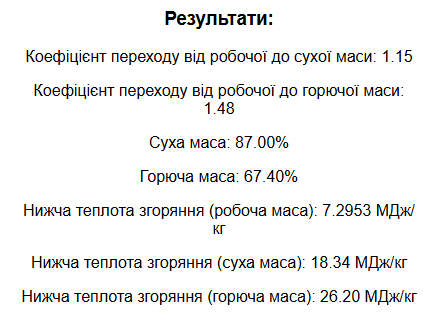 Результати:
Коефіцієнт переходу від робочої до сухої маси: 1.15
Коефіцієнт переходу від робочої до горючої маси:
1.48
Суха маса: 87.00%
Горюча маса: 67.40%
Нижча теплота згоряння (робоча маса): 7.2953 МДж/
кг
Нижча теплота згоряння (суха маса): 18.34 МДж/кг
Нижча теплота згоряння (горюча маса): 26.20 МДж/кг